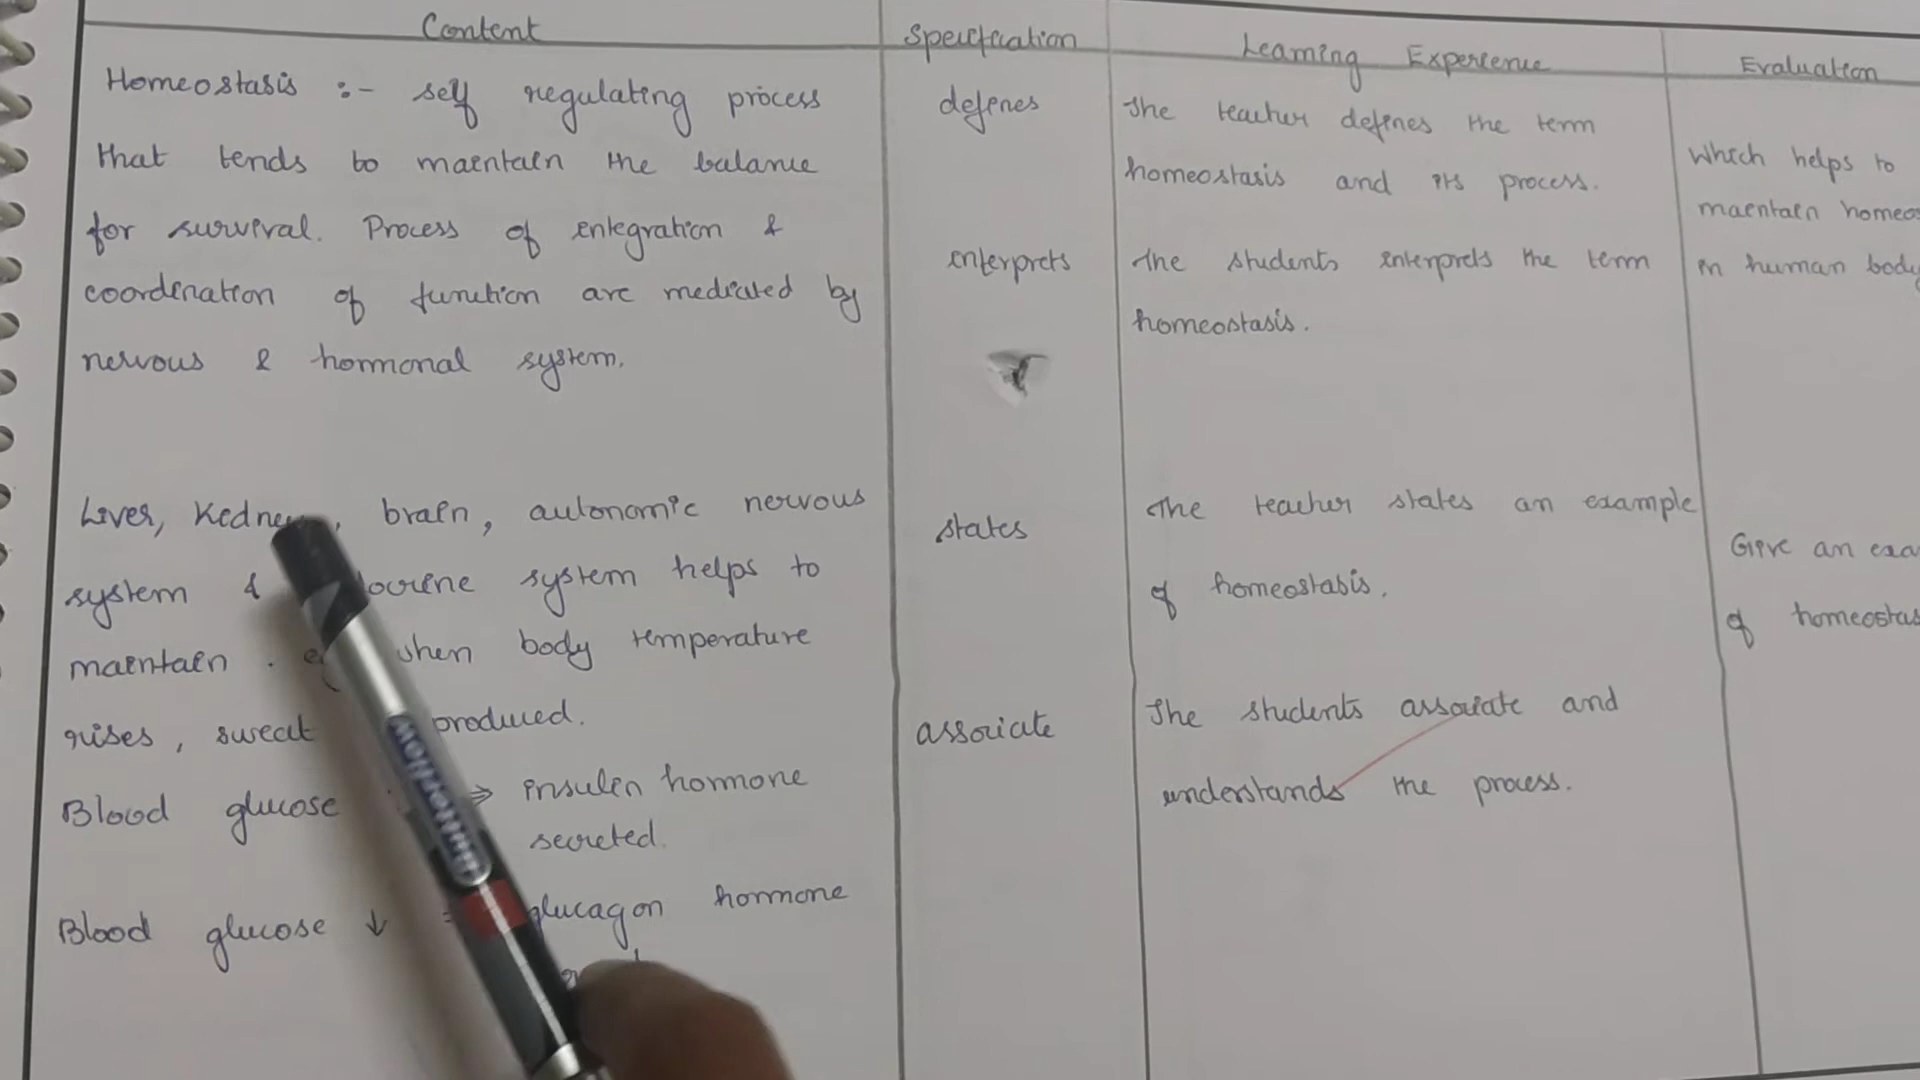 Content
Specification
Learning Experience
Evaluation
Homeostasis :- self regulating process
that tends to maintain the balance
for survival. Process of integration &
coordination of function are mediated by
nervous & hormonal system.
Liver, Kidney, brain, autonomic nervous
system & system helps to
maintain. when body temperature
rises, sweat produced.
Blood glucose ⇒ insulin hormone
secreted.
Blood glucose ↓ glucagon hormone
defines
interprets
states
associate
The teacher defines the term
homeostasis and its process.
The students interprets the term
homeostasis.
The teacher states an example
of homeostasis.
The students associate and
understands the process.
Which helps to
maintain
in human body
Give an
of